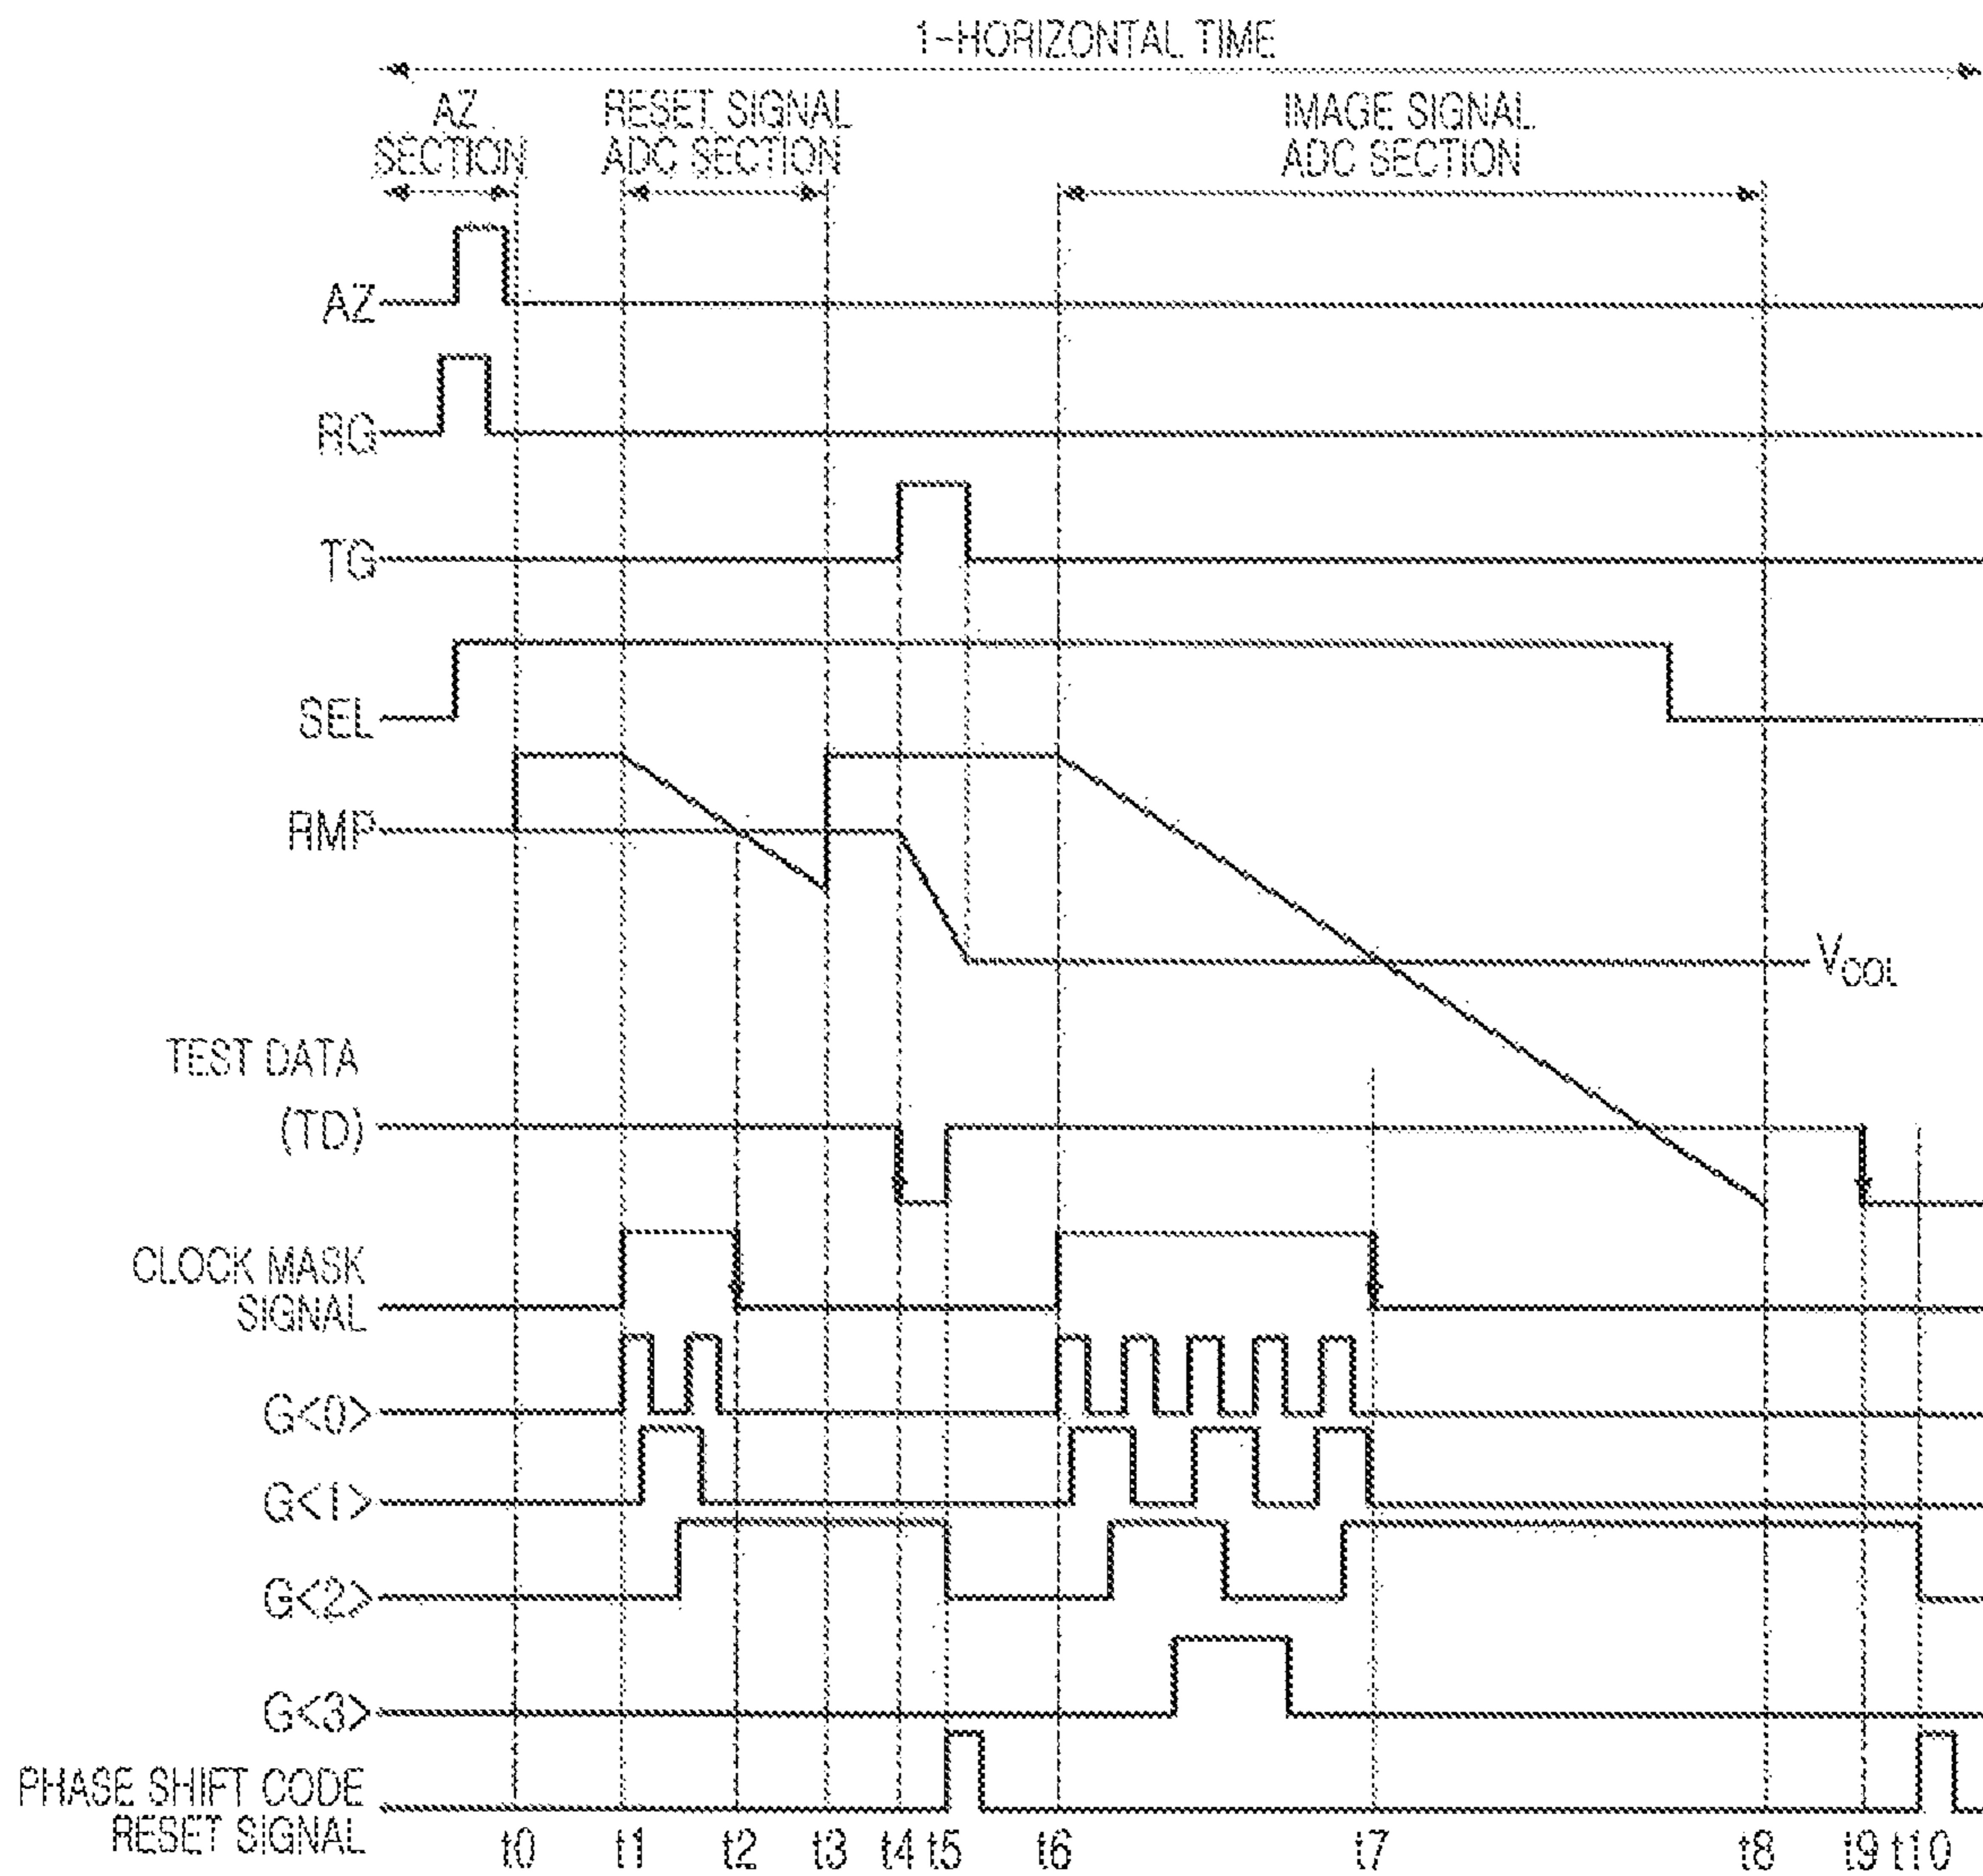 1-HORIZONTAL TIME
AZ
SECTION
RESET SIGNAL
ADC SECTION
IMAGE SIGNAL
ADC SECTION
AZ
RG
TG
SEL
RMP
VCOL
TEST DATA
(TD)
CLOCK MASK
SIGNAL
G<0>
G<1>
G<2>
G<3>
PHASE SHIFT CODE
RESET SIGNAL
t0 t1 t2 t3 t4 t5 t6 t7 t8 t9 t10